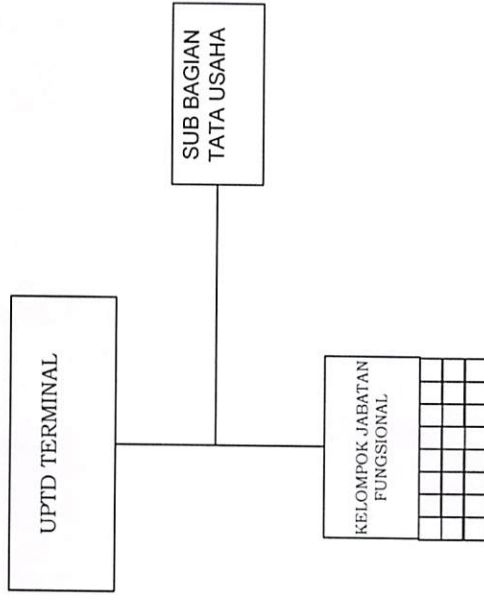 UPTD TERMINAL
SUB BAGIAN
TATA USAHA
KELOMPOK JABATAN
FUNGSIONAL